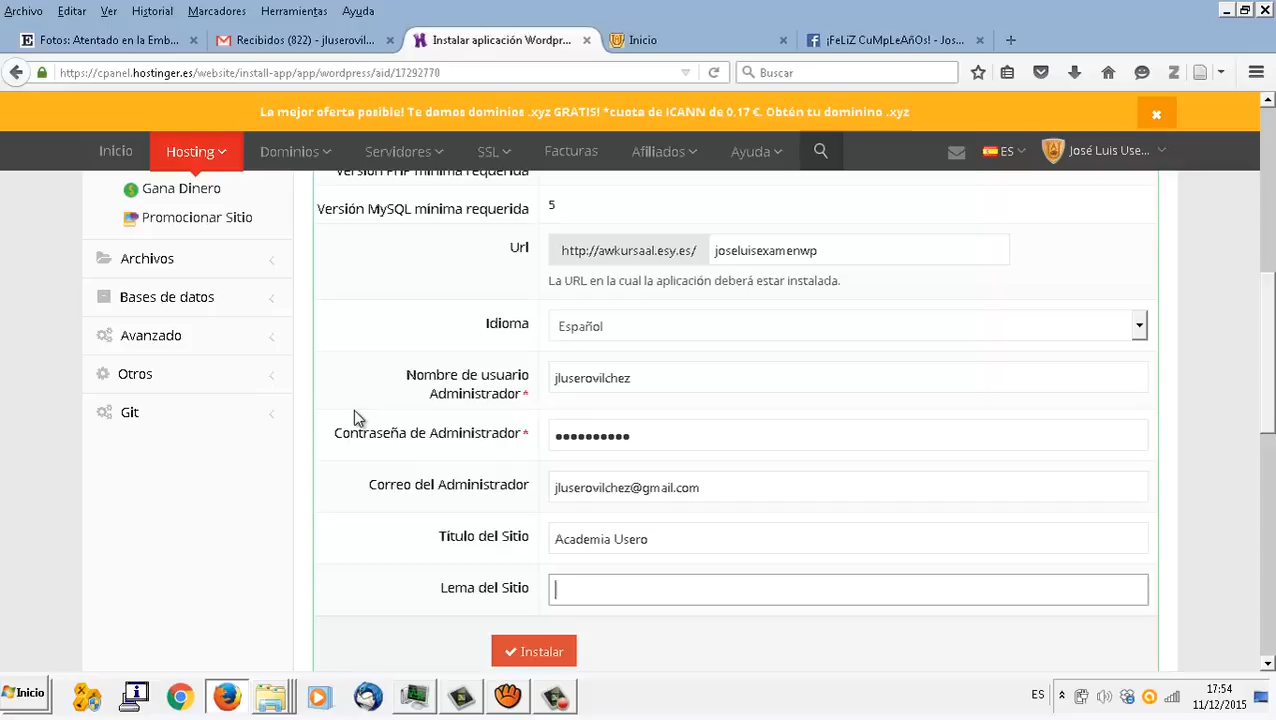 Archivo Editar Ver Historial Marcadores Herramientas Ayuda
Fotos: Atentado en la Emb... Recibidos (822) - jluserovil... Instalar aplicación Wordpr... Inicio ¡FeLiZ CuMpLeAñOs! - Jos...
https://cpanel.hostinger.es/website/install-app/app/wordpress/aid/17292770 Buscar
La mejor oferta posible! Te damos dominios .xyz GRATIS! *cuota de ICANN de 0.17 €. Obtén tu dominino .xyz
Inicio Hosting Dominios Servidores SSL Facturas Afiliados Ayuda ES José Luis Use...
Gana Dinero
Promocionar Sitio
Archivos
Bases de datos
Avanzado
Otros
Git
Versión PHP mínima requerida
Versión MySQL mínima requerida 5
Url http://awkursaal.esy.es/ joseluisexamenwp
La URL en la cual la aplicación deberá estar instalada.
Idioma Español
Nombre de usuario
Administrador* jluserovilchez
Contraseña de Administrador* ••••••••••
Correo del Administrador jluserovilchez@gmail.com
Título del Sitio Academia Usero
Lema del Sitio
Instalar
Inicio ES 17:54
11/12/2015